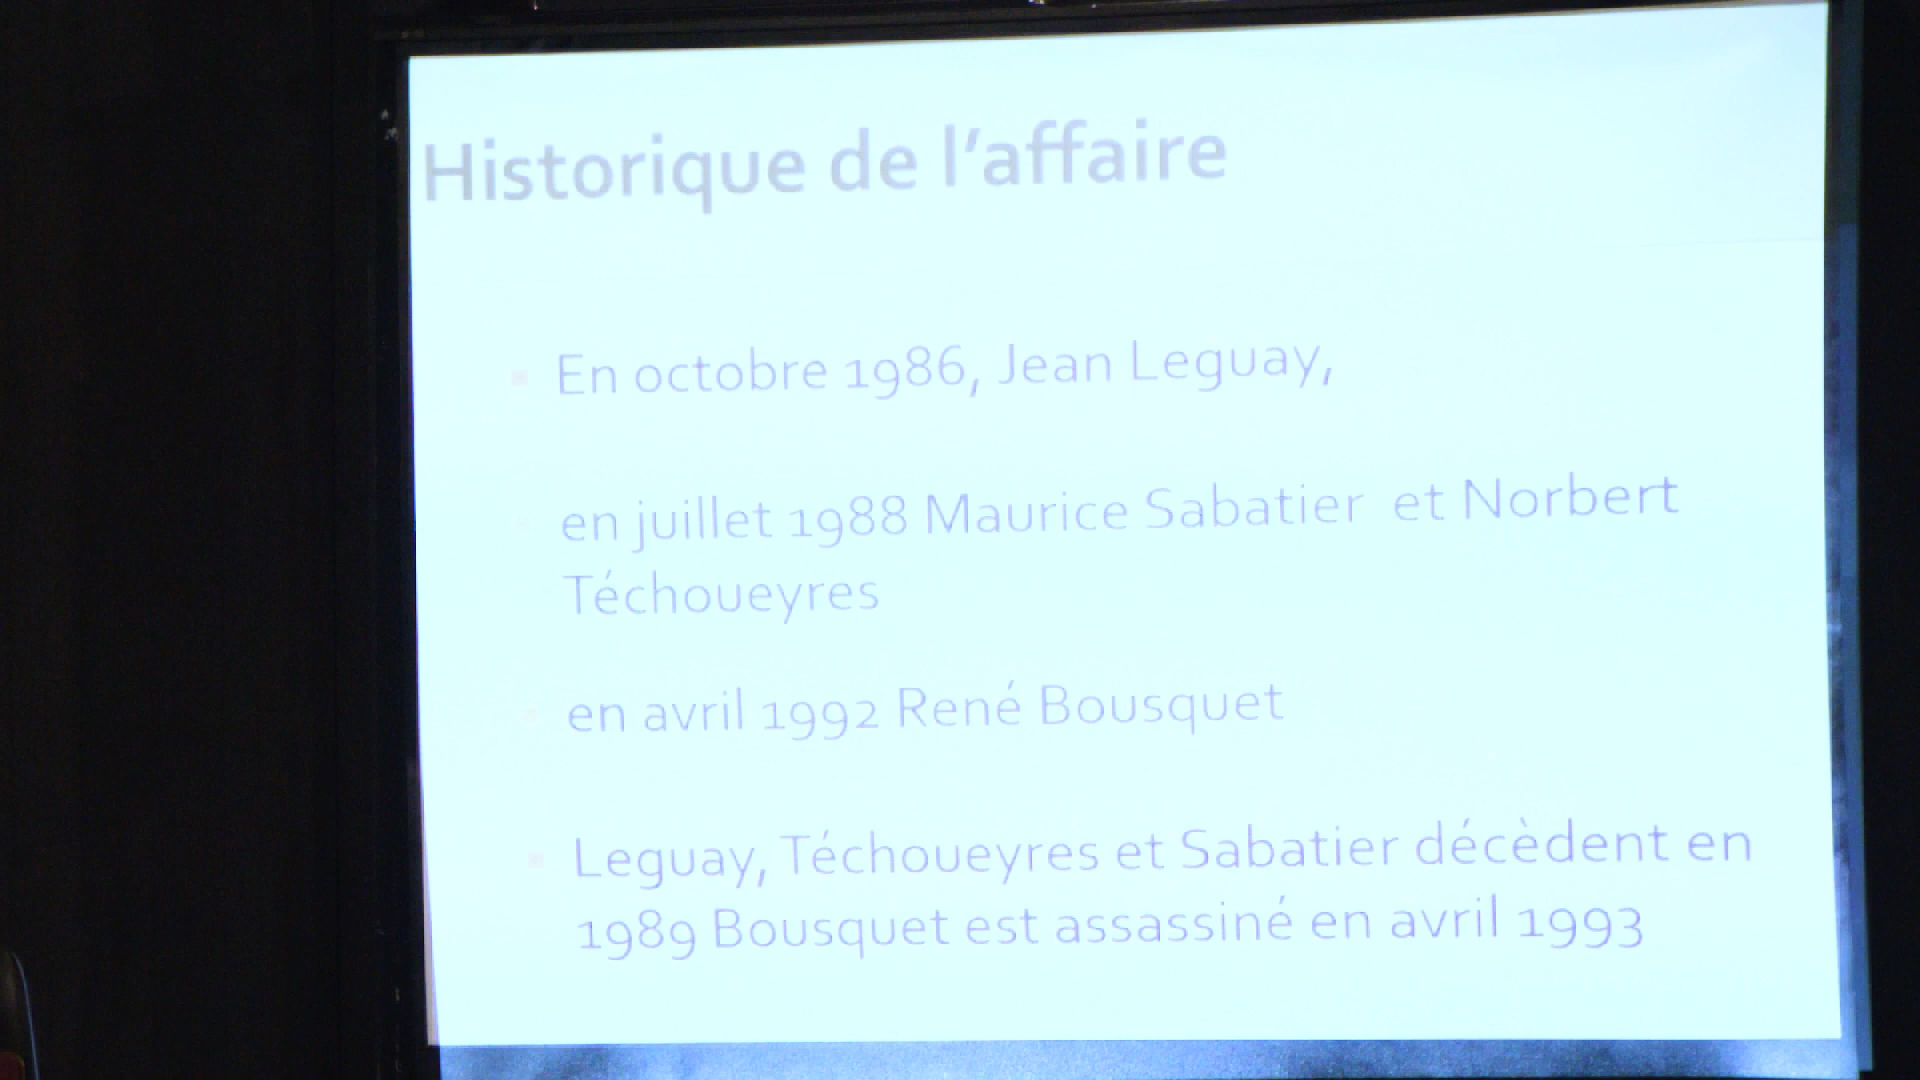 Historique de l'affaire
En octobre 1986, Jean Leguay,
en juillet 1988 Maurice Sabatier et Norbert
Téchoueyres
en avril 1992 René Bousquet
Leguay, Téchoueyres et Sabatier décèdent en
1989 Bousquet est assassiné en avril 1993